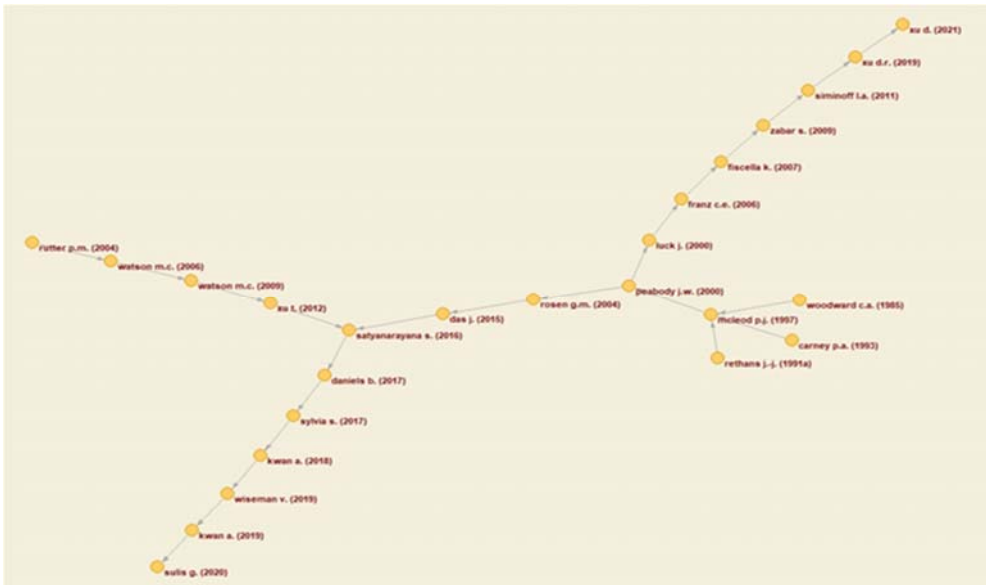 xu d. (2021)
xu d.r. (2019)
siminoff l.a. (2011)
zabar s. (2009)
fiscella k. (2007)
franz c.e. (2006)
luck j. (2000)
rutter p.m. (2004)
watson m.c. (2006)
watson m.c. (2009)
peabody j.w. (2000)
xu t. (2012)
rosen g.m. (2004)
woodward c.a. (1985)
das j. (2015)
mcleod p.j. (1997)
satyanarayana s. (2016)
carney p.a. (1993)
rethans j.-j. (1991a)
daniels b. (2017)
sylvia s. (2017)
kwan a. (2018)
wiseman v. (2019)
kwan a. (2019)
sulis g. (2020)